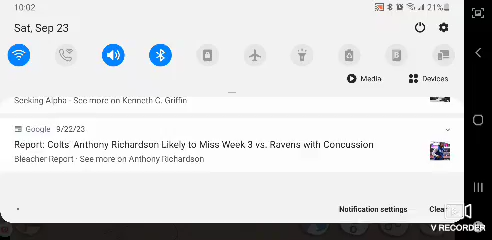 10:02
21%
Sat, Sep 23
Media
Devices
Seeking Alpha · See more on Kenneth C. Griffin
Google · 9/22/23
Report: Colts' Anthony Richardson Likely to Miss Week 3 vs. Ravens with Concussion
Bleacher Report · See more on Anthony Richardson
Notification settings
Clear
V RECORDER